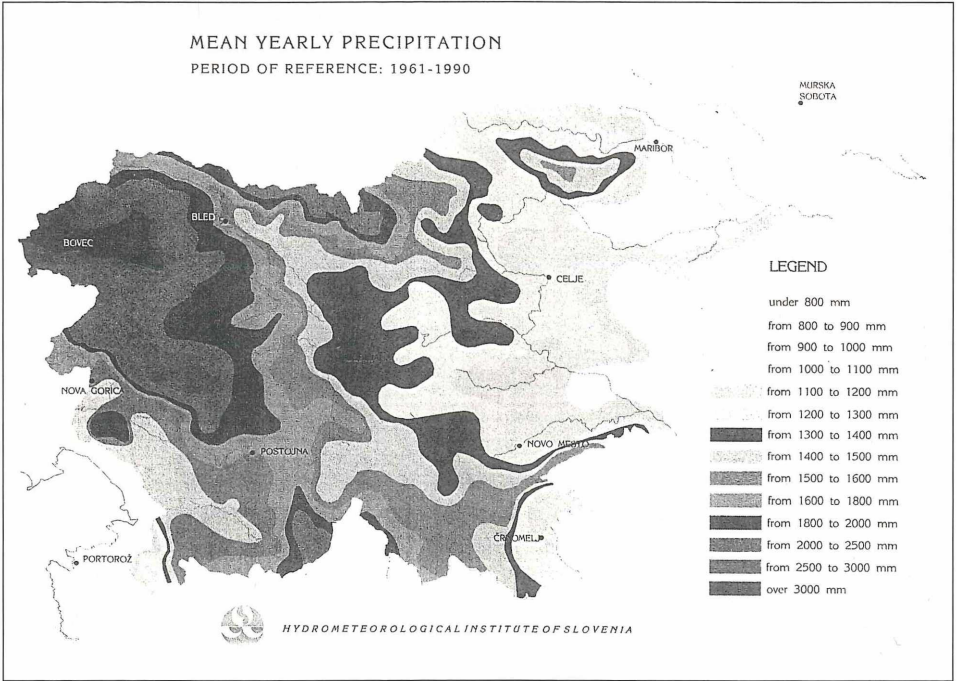 MEAN YEARLY PRECIPITATION
PERIOD OF REFERENCE: 1961-1990
MURSKA
SOBOTA
MARIBOR
BLED
BOVEC
CELJE
NOVA GORICA
POSTOJNA
NOVO MESTO
ČRNOMELJ
PORTOROŽ
LEGEND
under 800 mm
from 800 to 900 mm
from 900 to 1000 mm
from 1000 to 1100 mm
from 1100 to 1200 mm
from 1200 to 1300 mm
from 1300 to 1400 mm
from 1400 to 1500 mm
from 1500 to 1600 mm
from 1600 to 1800 mm
from 1800 to 2000 mm
from 2000 to 2500 mm
from 2500 to 3000 mm
over 3000 mm
HYDROMETEOROLOGICAL INSTITUTE OF SLOVENIA